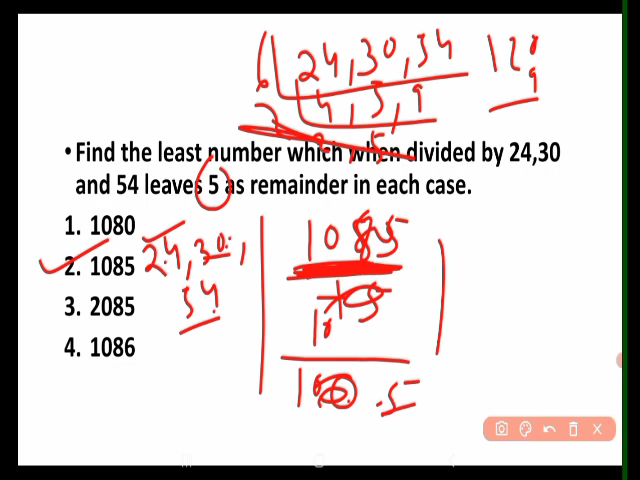 24, 30, 54
6
4, 5, 9
• Find the least number which when divided by 24,30
and 54 leaves 5 as remainder in each case.
1. 1080
2. 1085
24, 30,
54
1085
3. 2085
4. 1086